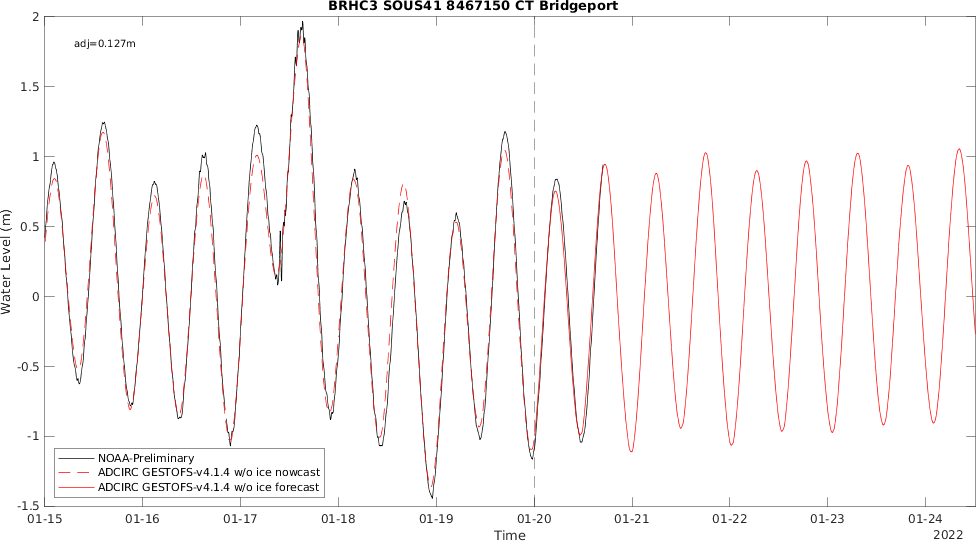 BRHC3 SOUS41 8467150 CT Bridgeport
adj=0.127m
Water Level (m)
2
1.5
1
0.5
0
-0.5
-1
-1.5
NOAA-Preliminary
ADCIRC GESTOFS-v4.1.4 w/o ice nowcast
ADCIRC GESTOFS-v4.1.4 w/o ice forecast
01-15 01-16 01-17 01-18 01-19 01-20 01-21 01-22 01-23 01-24
Time
2022